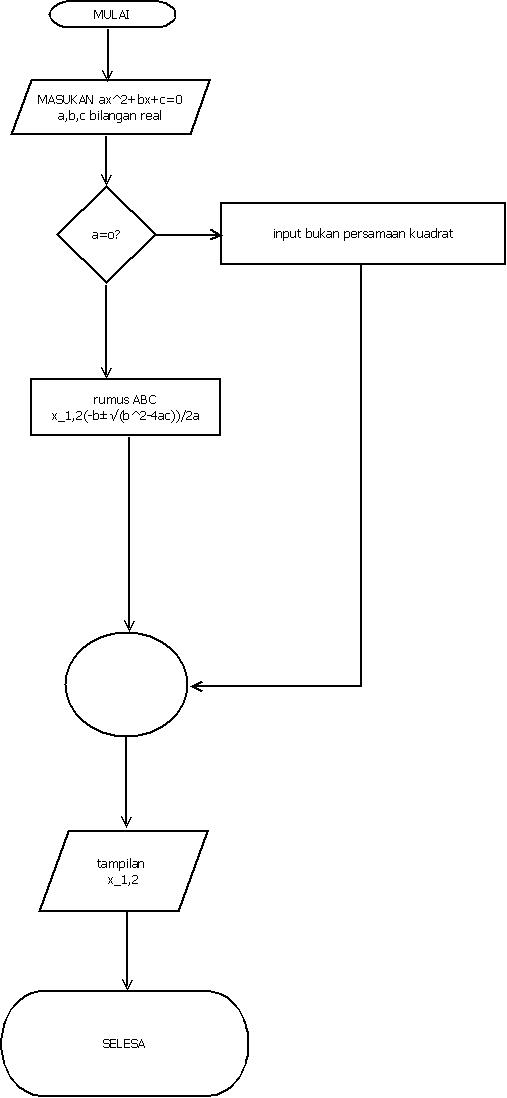 MULAI
MASUKAN ax^2+bx+c=0
a,b,c bilangan real
a=o?
input bukan persamaan kuadrat
rumus ABC
x_1,2(-b±√(b^2-4ac))/2a
tampilan
x_1,2
SELESA